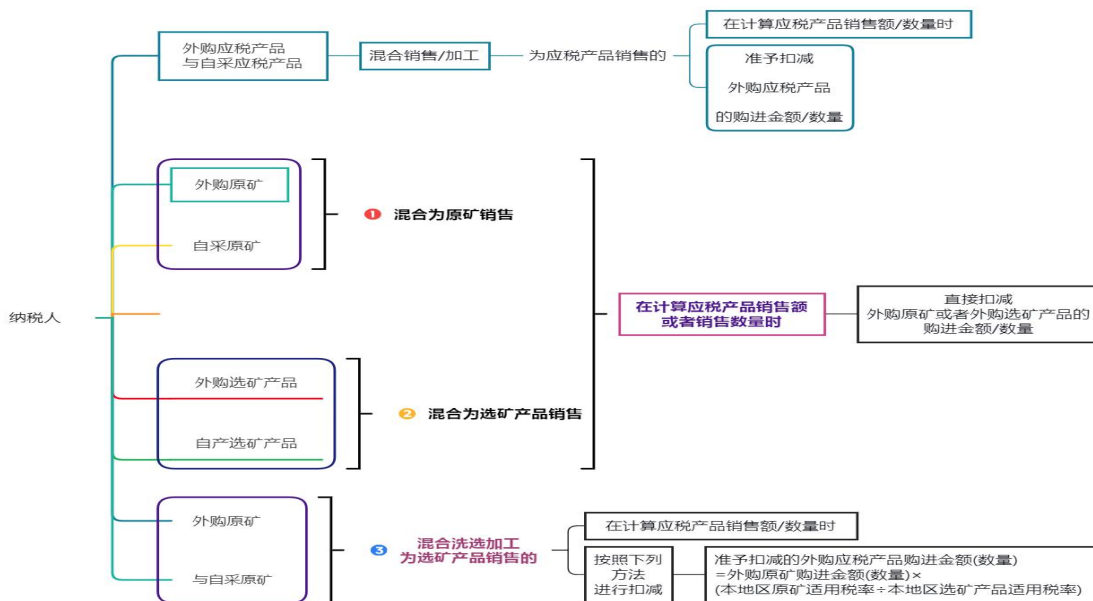 纳税人
外购应税产品
与自采应税产品
混合销售/加工
为应税产品销售的
在计算应税产品销售额/数量时
准予扣减
外购应税产品
的购进金额/数量
外购原矿
自采原矿
❶ 混合为原矿销售
外购选矿产品
自产选矿产品
❷ 混合为选矿产品销售
在计算应税产品销售额
或者销售数量时
直接扣减
外购原矿或者外购选矿产品的
购进金额/数量
外购原矿
与自采原矿
❸ 混合洗选加工
为选矿产品销售的
在计算应税产品销售额/数量时
按照下列
方法
进行扣减
准予扣减的外购应税产品购进金额(数量)
=外购原矿购进金额(数量)×
(本地区原矿适用税率÷本地区选矿产品适用税率)